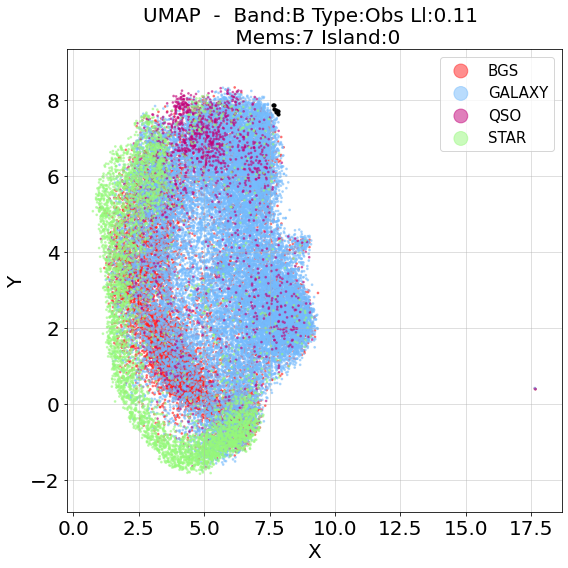 UMAP - Band:B Type:Obs Ll:0.11
Mems:7 Island:0
BGS
GALAXY
QSO
STAR
8
6
4
2
0
−2
Y
0.0 2.5 5.0 7.5 10.0 12.5 15.0 17.5
X